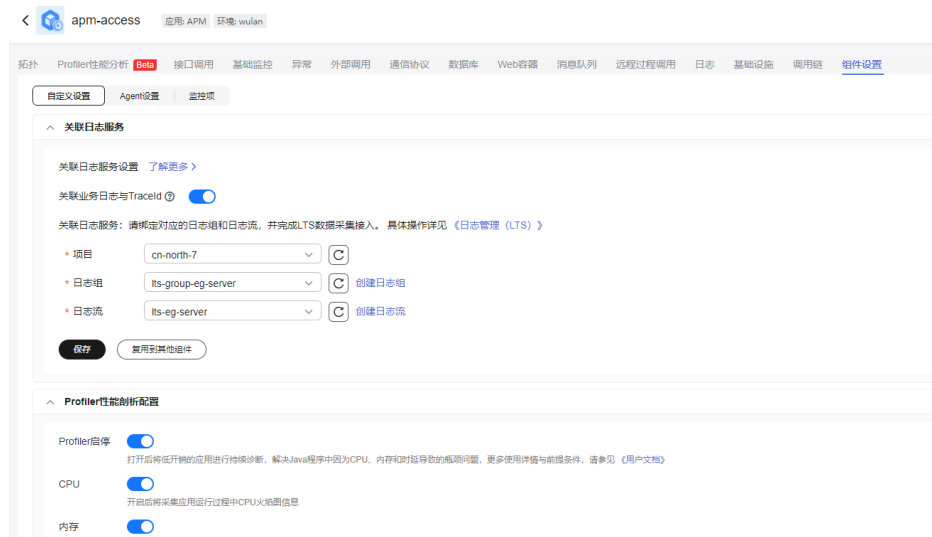 apm-access 应用: APM 环境: wulan
拓扑 Profiler性能分析 Beta 接口调用 基础监控 异常 外部调用 通信协议 数据库 Web容器 消息队列 远程过程调用 日志 基础设施 调用链 组件设置
自定义设置 Agent设置 监控项
关联日志服务
关联日志服务设置 了解更多 >
关联业务日志与TraceId
关联日志服务：请绑定对应的日志组和日志流，并完成LTS数据采集接入。具体操作详见 《日志管理（LTS）》
* 项目 cn-north-7
* 日志组 lts-group-eg-server 创建日志组
* 日志流 lts-eg-server 创建日志流
保存 复用到其他组件
Profiler性能剖析配置
Profiler启停
打开后将低开销的应用进行持续诊断，解决Java程序中因为CPU、内存和时延导致的瓶颈问题，更多使用详情与前提条件，请参见 《用户文档》
CPU
开启后将采集应用运行过程中CPU火焰图信息
内存